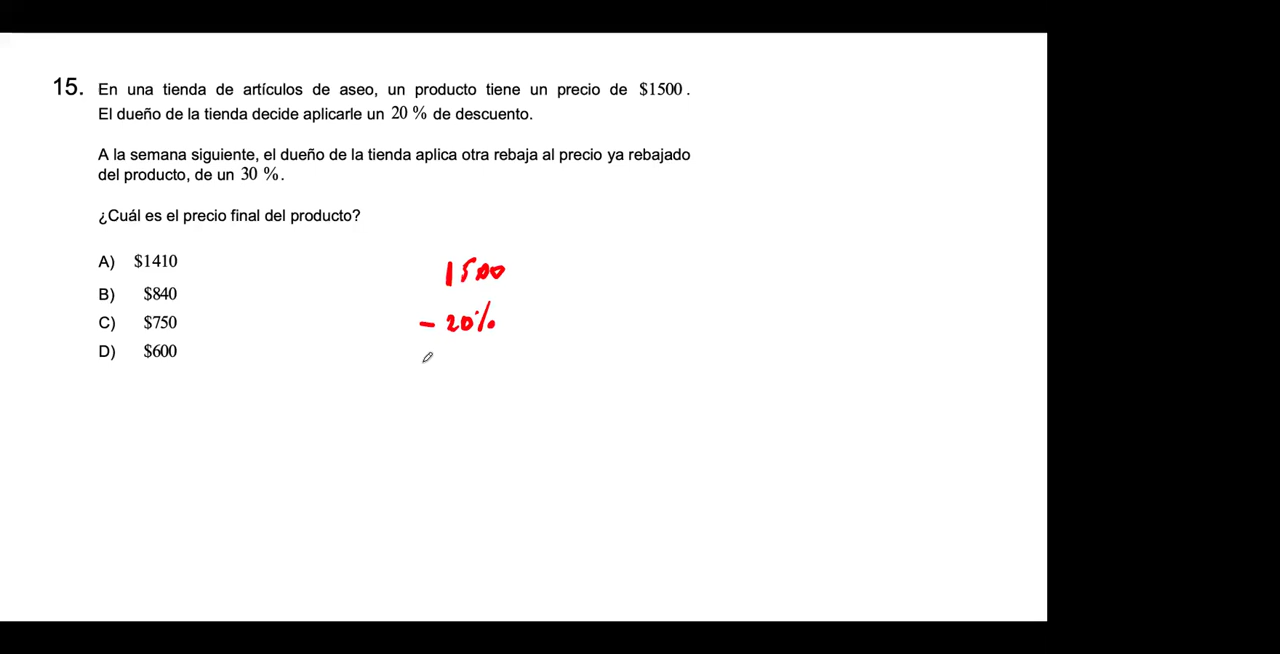 15. En una tienda de artículos de aseo, un producto tiene un precio de $1500.
El dueño de la tienda decide aplicarle un 20 % de descuento.
A la semana siguiente, el dueño de la tienda aplica otra rebaja al precio ya rebajado
del producto, de un 30 %.
¿Cuál es el precio final del producto?
A) $1410
B) $840
C) $750
D) $600
1500
- 20%